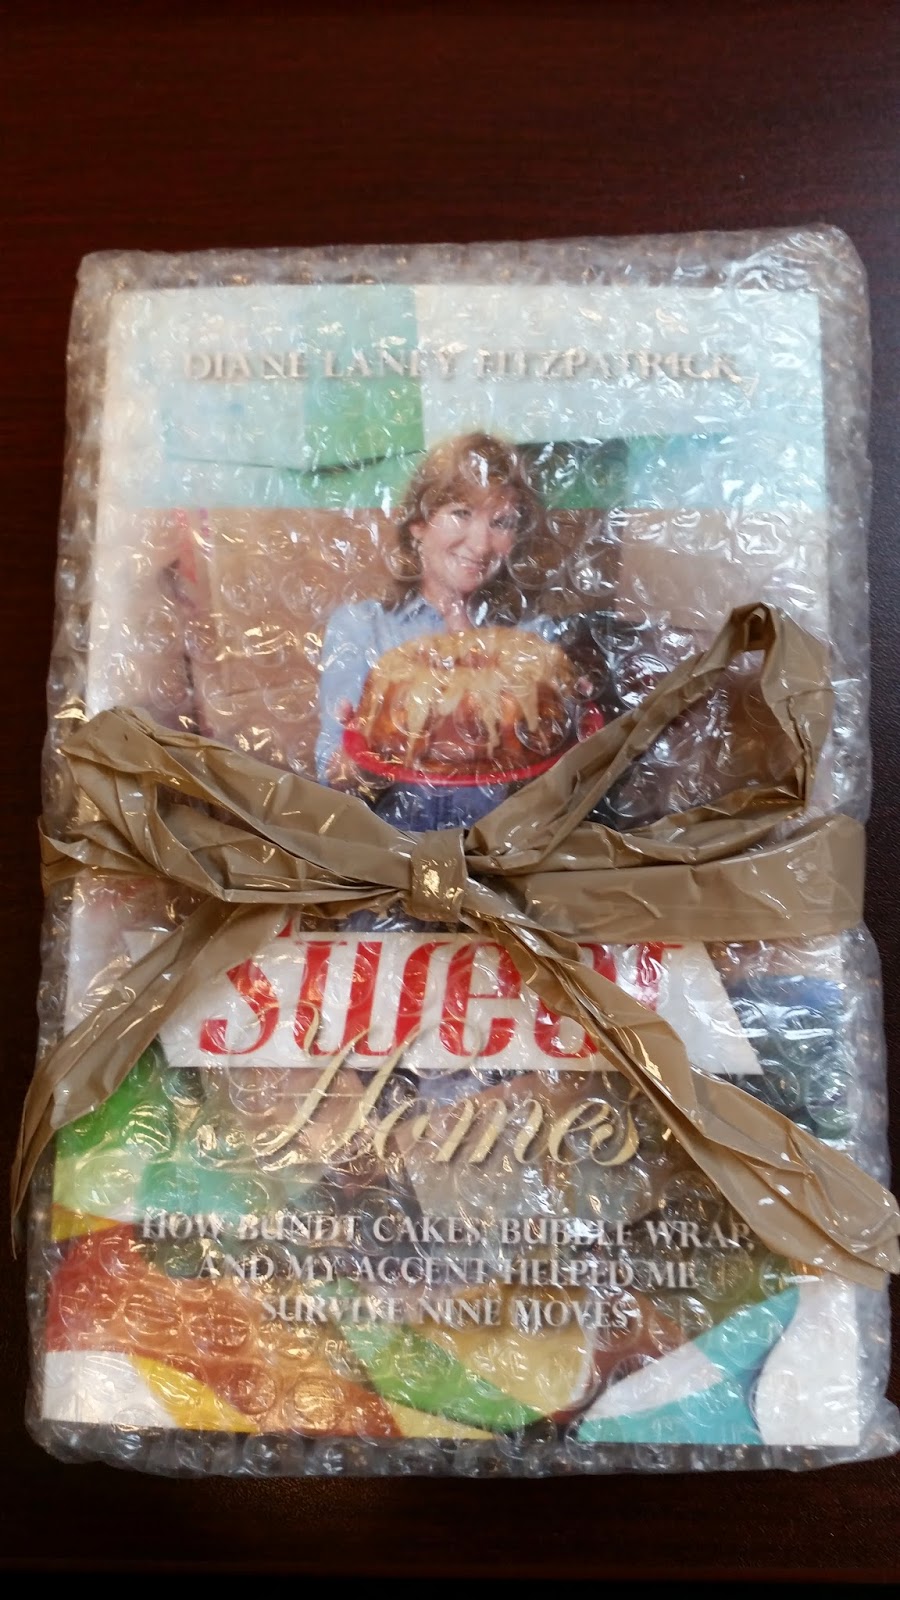 DIANE LANEY FITZPATRICK
Sweet
Homes
HOW BUNDT CAKES, BUBBLE WRAP,
AND MY ACCENT HELPED ME
SURVIVE NINE MOVES